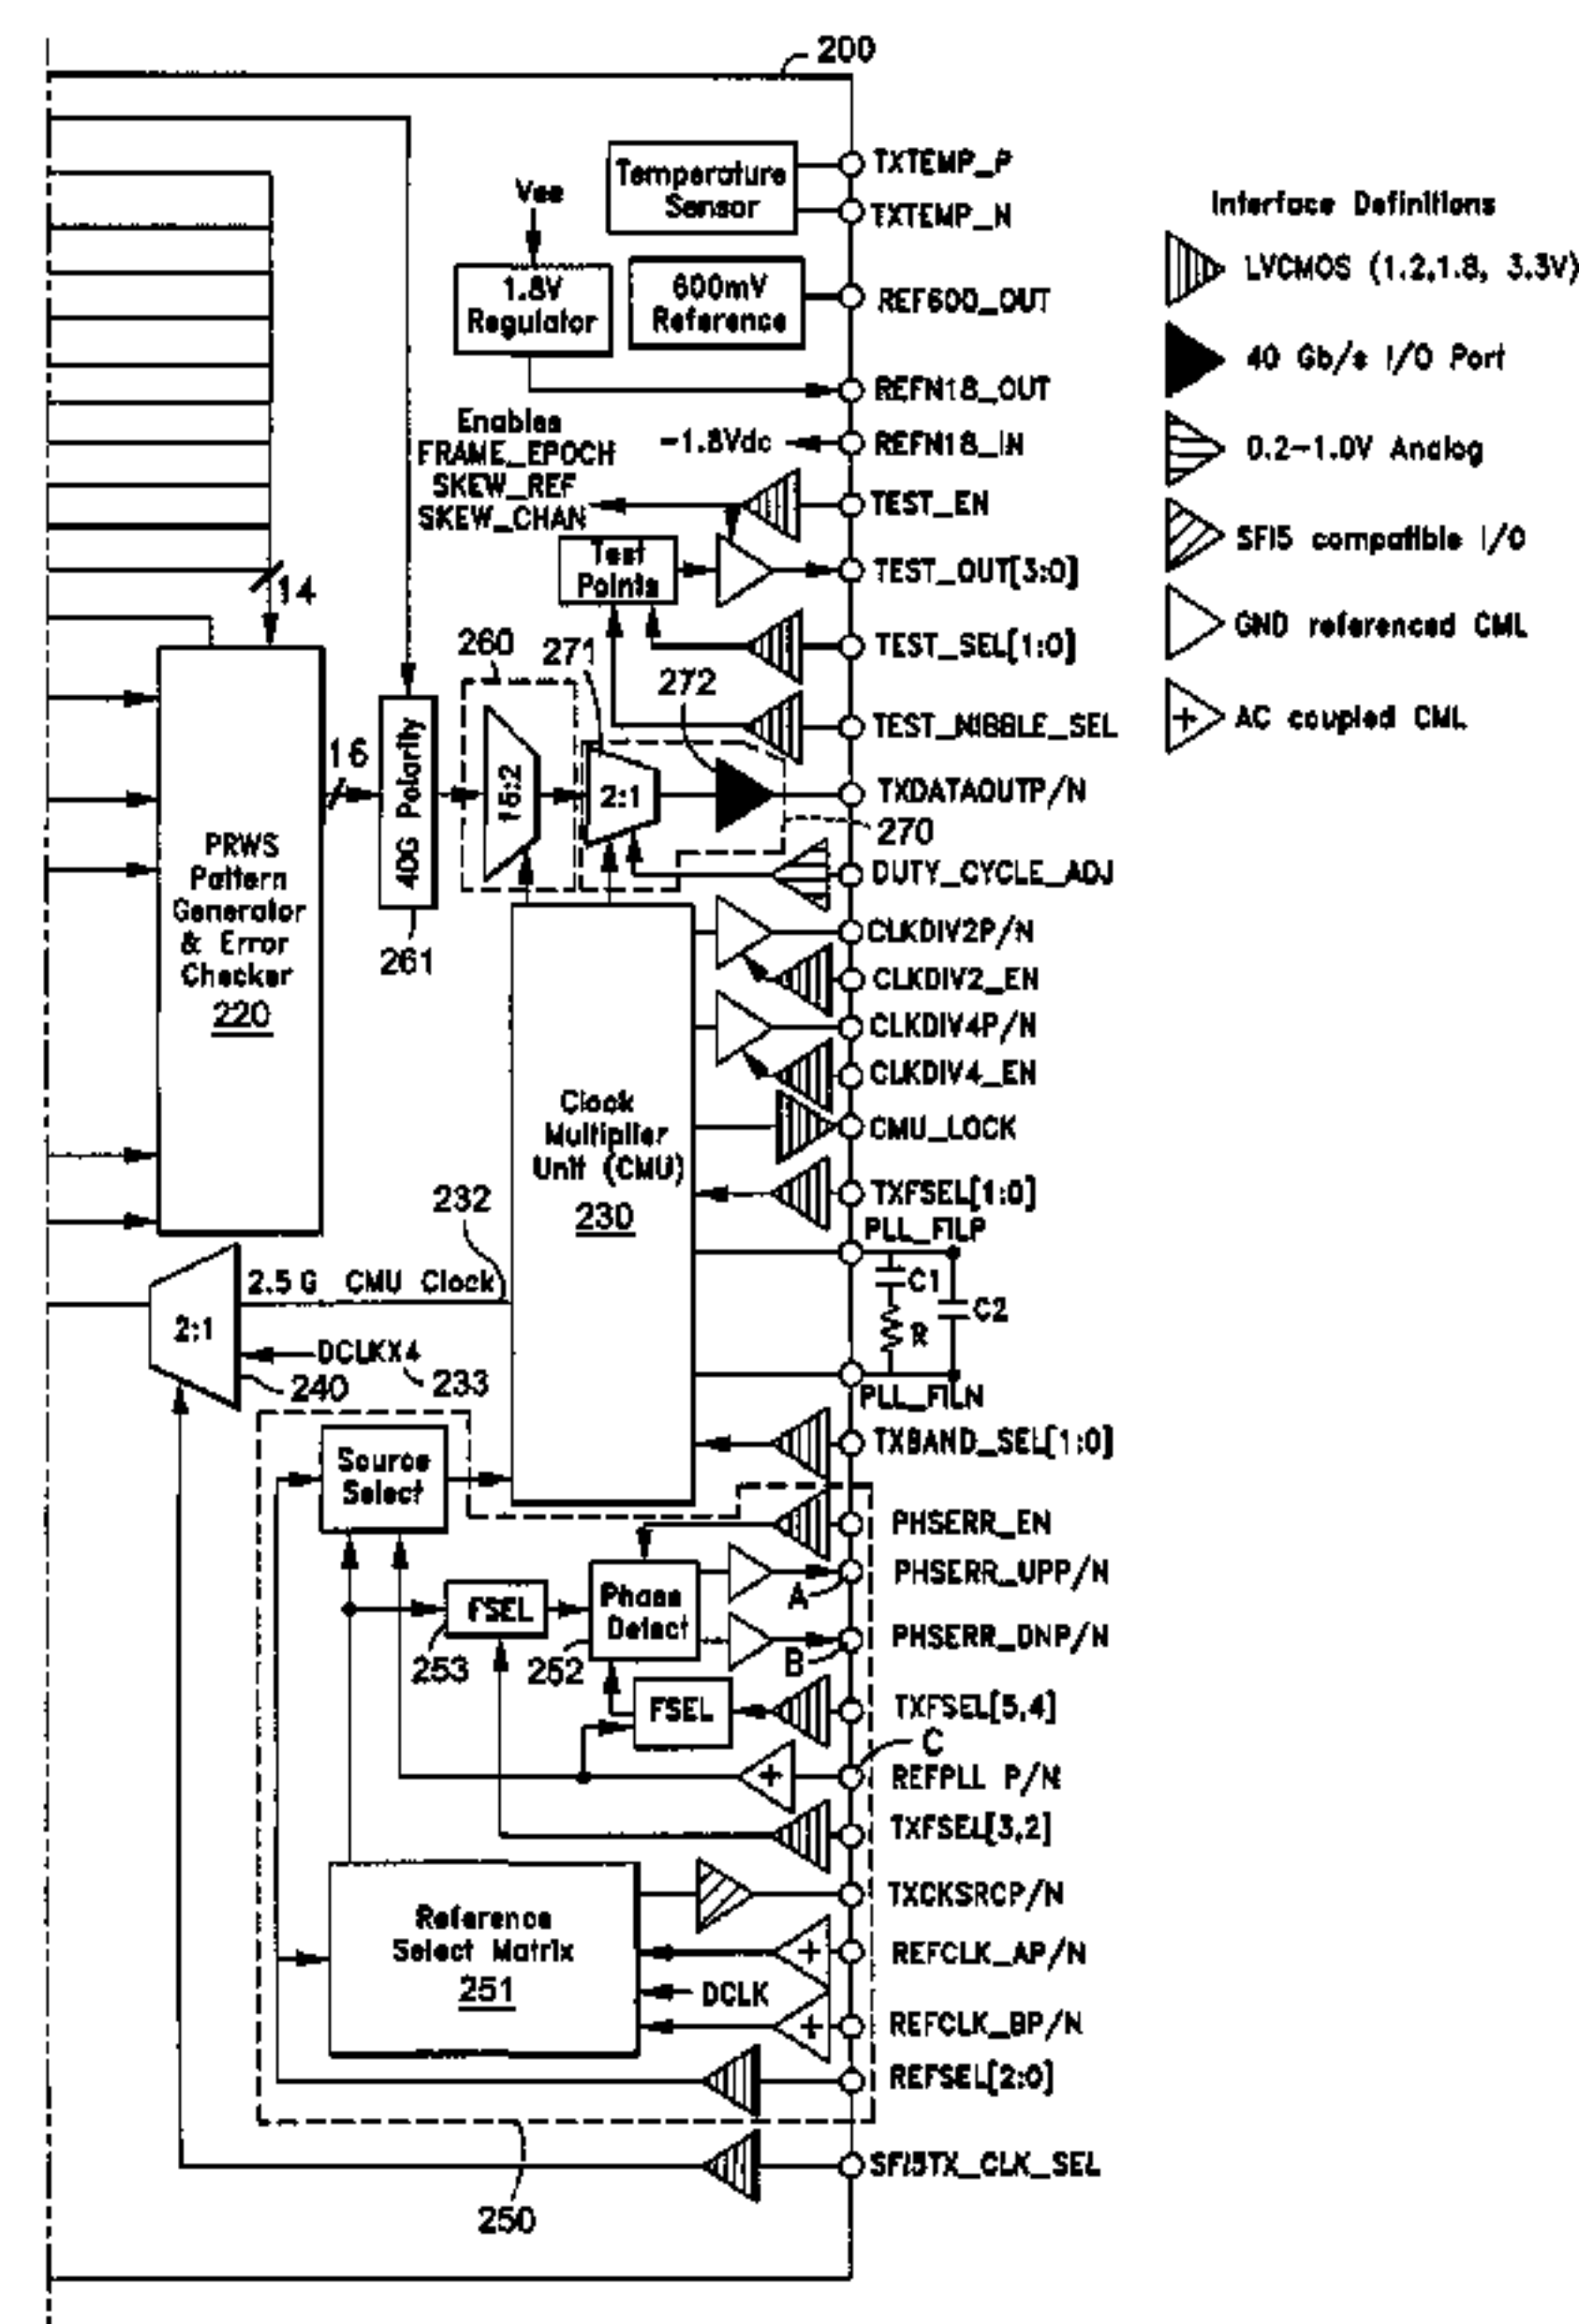 200
Temperature
Sensor
TXTEMP_P
TXTEMP_N
Vee
1.8V
Regulator
600mV
Reference
REF600_OUT
REFN18_OUT
Enables
FRAME_EPOCH
SKEW_REF
SKEW_CHAN
-1.8Vdc
REFN18_IN
TEST_EN
Test
Points
TEST_OUT[3:0]
14
TEST_SEL[1:0]
260
271
272
TEST_NIBBLE_SEL
16
40G Polarity
16:2
2:1
TXDATAOUTP/N
270
DUTY_CYCLE_ADJ
PRWS
Pattern
Generator
& Error
Checker
220
261
CLKDIV2P/N
CLKDIV2_EN
CLKDIV4P/N
CLKDIV4_EN
Clock
Multiplier
Unit (CMU)
230
CMU_LOCK
TXFSEL[1:0]
232
PLL_FILP
2.5 G CMU Clock
C1
C2
R
2:1
DCLKX4
240
233
PLL_FILN
TXBAND_SEL[1:0]
Source
Select
PHSERR_EN
PHSERR_UPP/N
A
FSEL
Phase
Detect
PHSERR_DNP/N
B
253
252
FSEL
TXFSEL[5,4]
C
REFPLL P/N
TXFSEL[3,2]
TXCKSRCP/N
Reference
Select Matrix
251
REFCLK_AP/N
DCLK
REFCLK_BP/N
REFSEL[2:0]
SFI5TX_CLK_SEL
250
Interface Definitions
LVCMOS (1.2,1.8, 3.3V)
40 Gb/s I/O Port
0.2-1.0V Analog
SFI5 compatible I/O
GND referenced CML
AC coupled CML